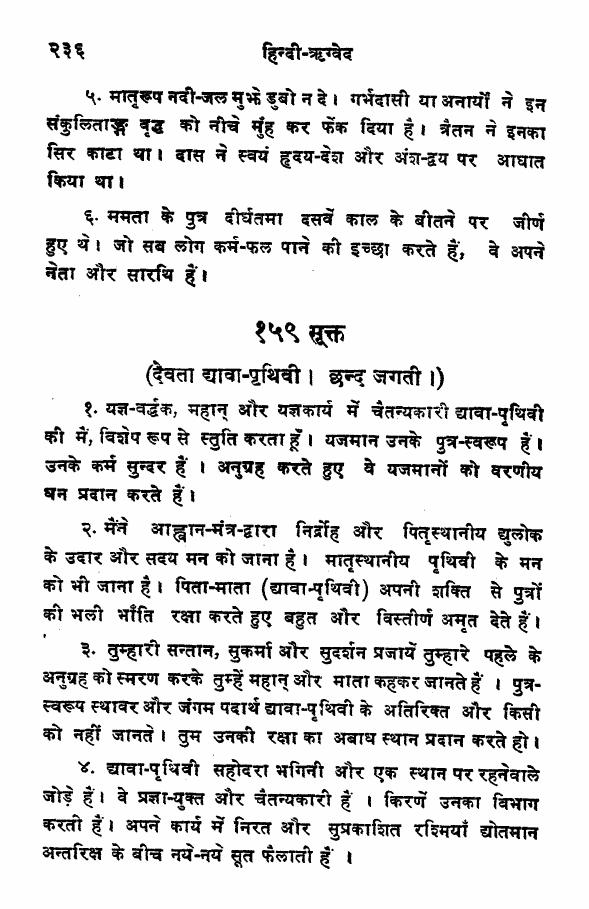 २३६ हिन्दी-ऋग्वेद
५. मातृरूप नदी-जल मुझे डुबो न दे। गर्भदासी या अनार्यों ने इन
संकुलिताङ्ग वृद्ध को नीचे मुँह कर फेंक दिया है। त्रैतन ने इनका
सिर काटा था। दास ने स्वयं हृदय-देश और अंश-द्वय पर आघात
किया था।
६. ममता के पुत्र दीर्घतमा दसवें काल के बीतने पर जीर्ण
हुए थे। जो सब लोग कर्म-फल पाने की इच्छा करते हैं, वे अपने
नेता और सारथि हैं।
१५९ सूक्त
(देवता द्यावा-पृथिवी। छन्द जगती।)
१. यज्ञ-वर्द्धक, महान् और यज्ञकार्य में चैतन्यकारी द्यावा-पृथिवी
की मैं, विशेष रूप से स्तुति करता हूँ। यजमान उनके पुत्र-स्वरूप हैं।
उनके कर्म सुन्दर हैं । अनुग्रह करते हुए वे यजमानों को वरणीय
धन प्रदान करते हैं।
२. मैंने आह्वान-मंत्र-द्वारा निर्द्रोह और पितृस्थानीय द्युलोक
के उदार और सदय मन को जाना है। मातृस्थानीय पृथिवी के मन
को भी जाना है। पिता-माता (द्यावा-पृथिवी) अपनी शक्ति से पुत्रों
की भली भाँति रक्षा करते हुए बहुत और विस्तीर्ण अमृत देते हैं।
३. तुम्हारी सन्तान, सुकर्मा और सुदर्शन प्रजायें तुम्हारे पहले के
अनुग्रह को स्मरण करके तुम्हें महान् और माता कहकर जानते हैं । पुत्र-
स्वरूप स्थावर और जंगम पदार्थ द्यावा-पृथिवी के अतिरिक्त और किसी
को नहीं जानते। तुम उनकी रक्षा का अबाध स्थान प्रदान करते हो।
४. द्यावा-पृथिवी सहोदरा भगिनी और एक स्थान पर रहनेवाले
जोड़े हैं। वे प्रज्ञा-युक्त और चैतन्यकारी हैं । किरणें उनका विभाग
करती हैं। अपने कार्य में निरत और सुप्रकाशित रश्मियाँ द्योतमान
अन्तरिक्ष के बीच नये-नये सूत फैलाती हैं ।